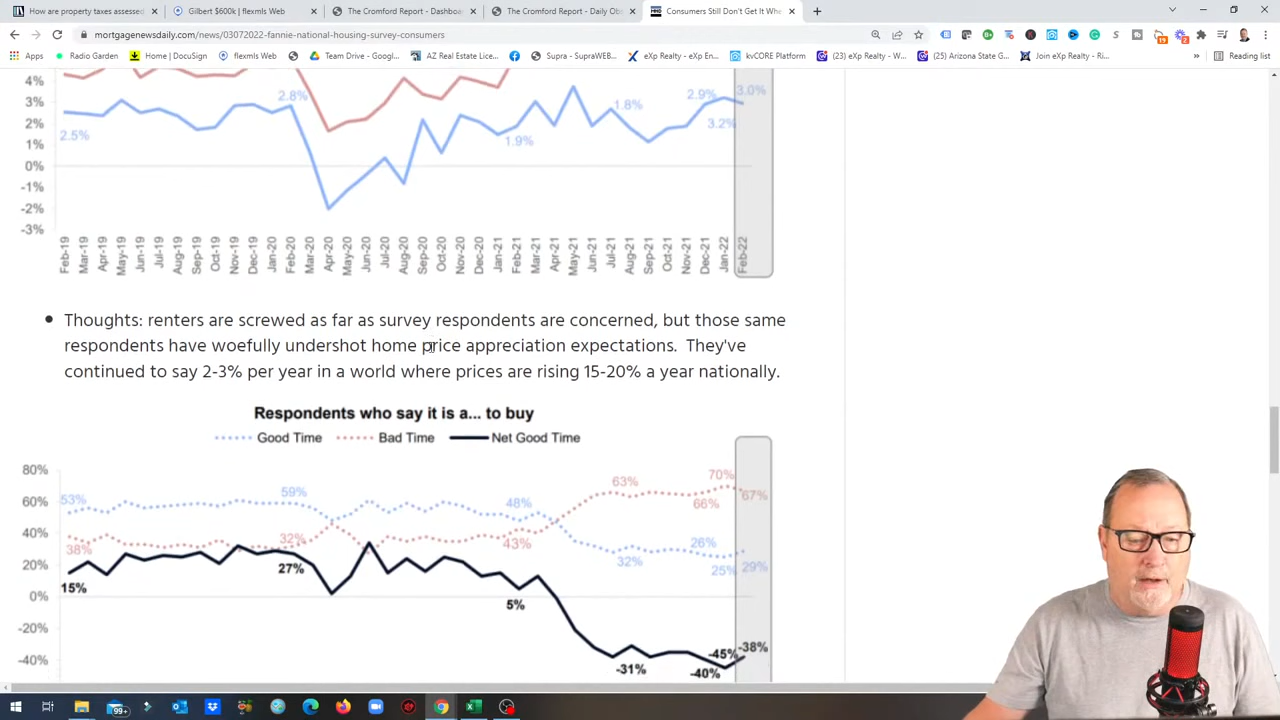 How are property taxes assessed
Gilbert $600k | flexmls Web
The Cromford Report - Dashboa
The Cromford Report - Daily Ob
Consumers Still Don't Get It Whe
mortgagenewsdaily.com/news/03072022-fannie-national-housing-survey-consumers
Apps
Radio Garden
Home | DocuSign
flexmls Web
Team Drive - Googl...
AZ Real Estate Lice...
Supra - SupraWEB...
eXp Realty - eXp En...
kvCORE Platform
(23) eXp Realty - W...
(25) Arizona State G...
Join eXp Realty - Ri...
»
Reading list
4%
3%
2%
1%
0%
-1%
-2%
-3%
2.5%
2.8%
1.9%
1.8%
2.9%
3.2%
3.0%
Feb-19 Mar-19 Apr-19 May-19 Jun-19 Jul-19 Aug-19 Sep-19 Oct-19 Nov-19 Dec-19 Jan-20 Feb-20 Mar-20 Apr-20 May-20 Jun-20 Jul-20 Aug-20 Sep-20 Oct-20 Nov-20 Dec-20 Jan-21 Feb-21 Mar-21 Apr-21 May-21 Jun-21 Jul-21 Aug-21 Sep-21 Oct-21 Nov-21 Dec-21 Jan-22 Feb-22
• Thoughts: renters are screwed as far as survey respondents are concerned, but those same
respondents have woefully undershot home price appreciation expectations. They've
continued to say 2-3% per year in a world where prices are rising 15-20% a year nationally.
Respondents who say it is a... to buy
Good Time Bad Time Net Good Time
80%
60%
40%
20%
0%
-20%
-40%
53%
59%
48%
63%
70%
66%
67%
38%
32%
43%
32%
26%
25%
29%
15%
27%
5%
-31%
-40%
-45%
-38%
99+